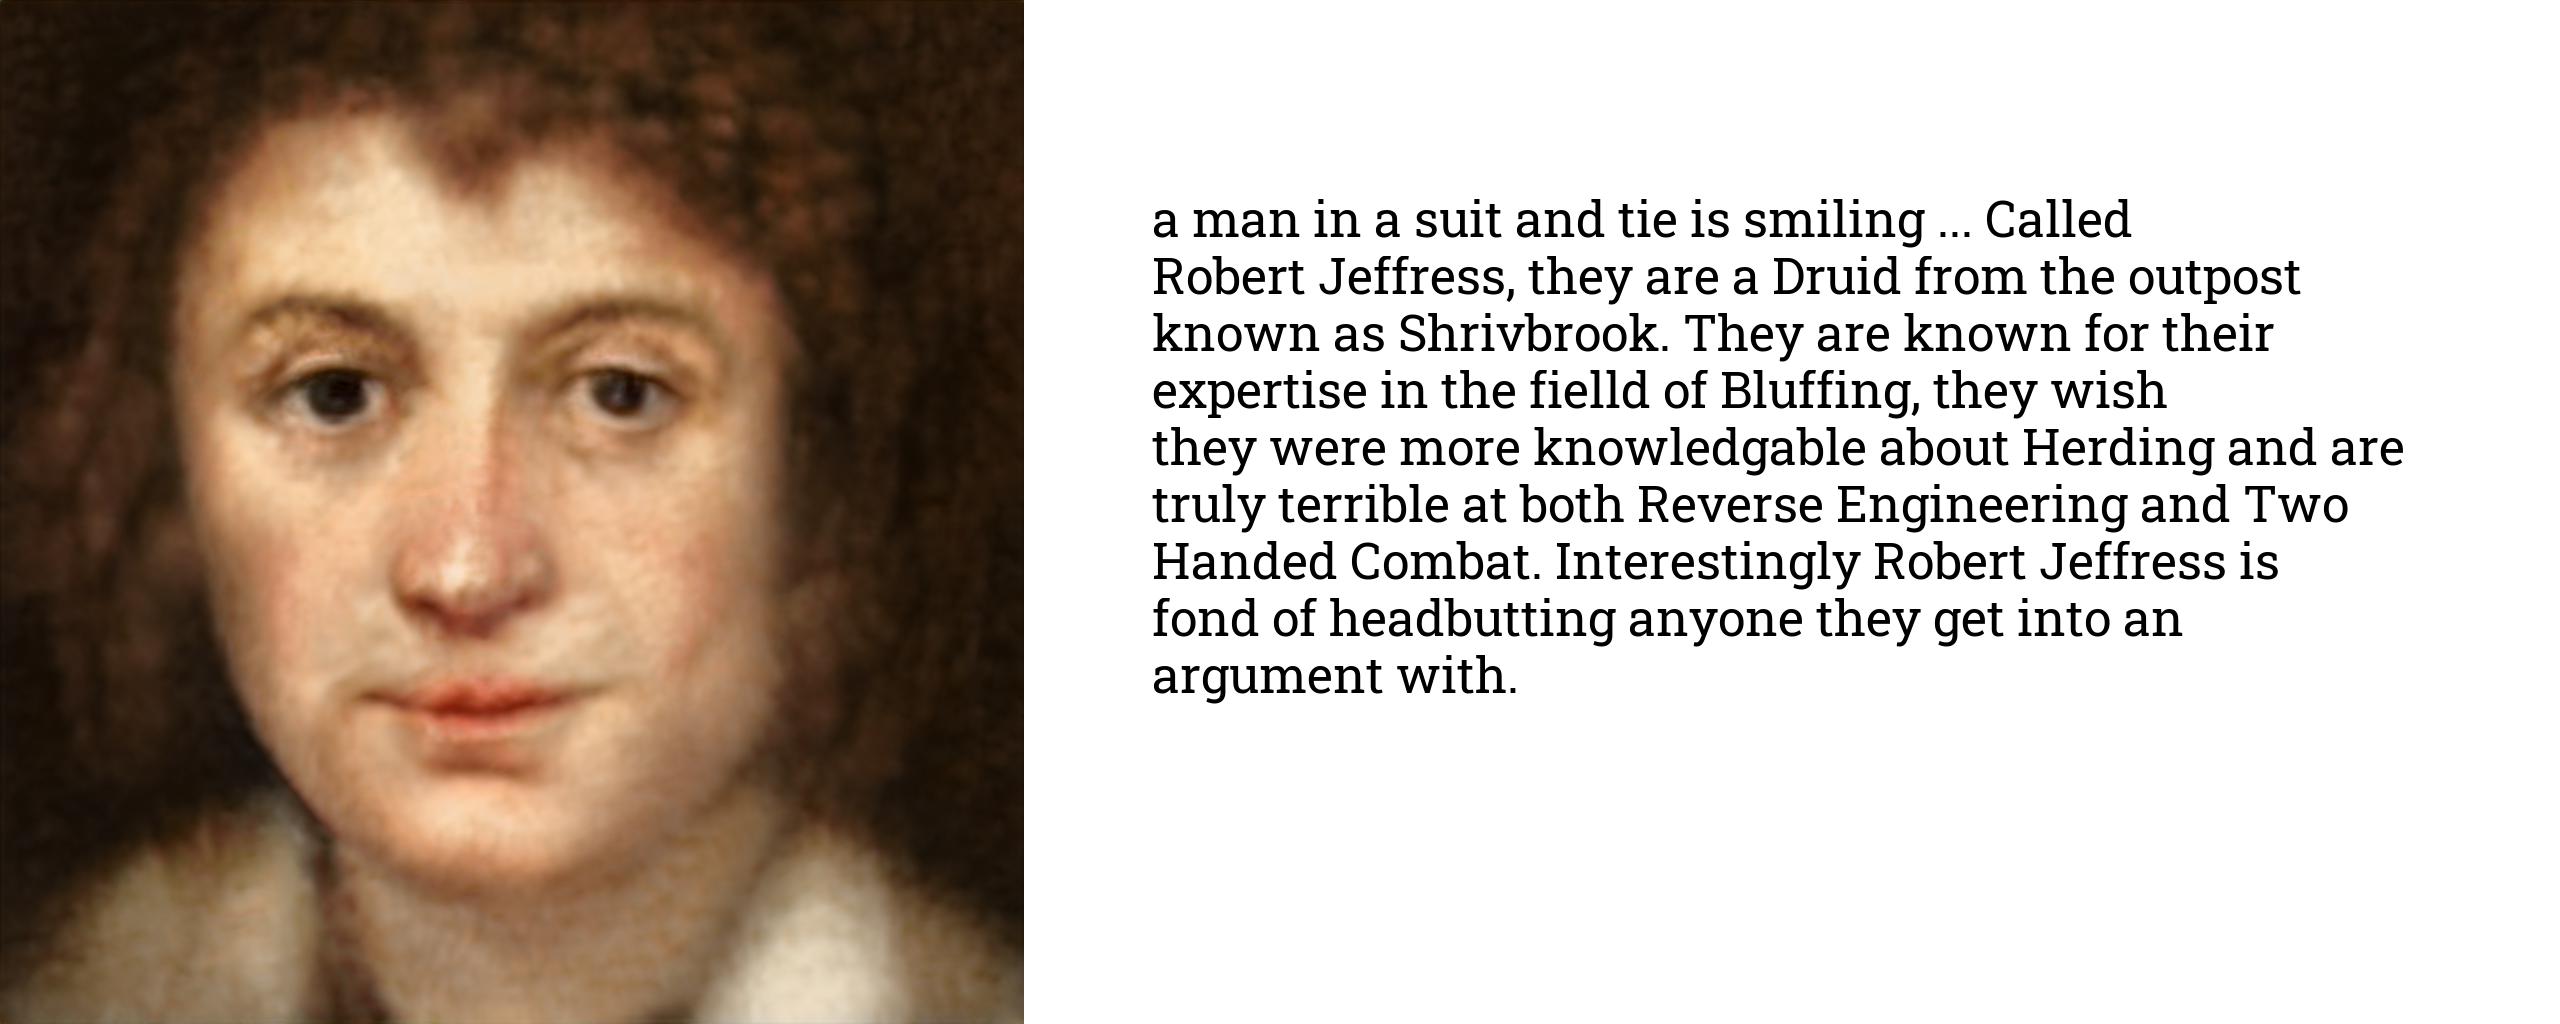 a man in a suit and tie is smiling ... Called
Robert Jeffress, they are a Druid from the outpost
known as Shrivbrook. They are known for their
expertise in the fielld of Bluffing, they wish
they were more knowledgable about Herding and are
truly terrible at both Reverse Engineering and Two
Handed Combat. Interestingly Robert Jeffress is
fond of headbutting anyone they get into an
argument with.